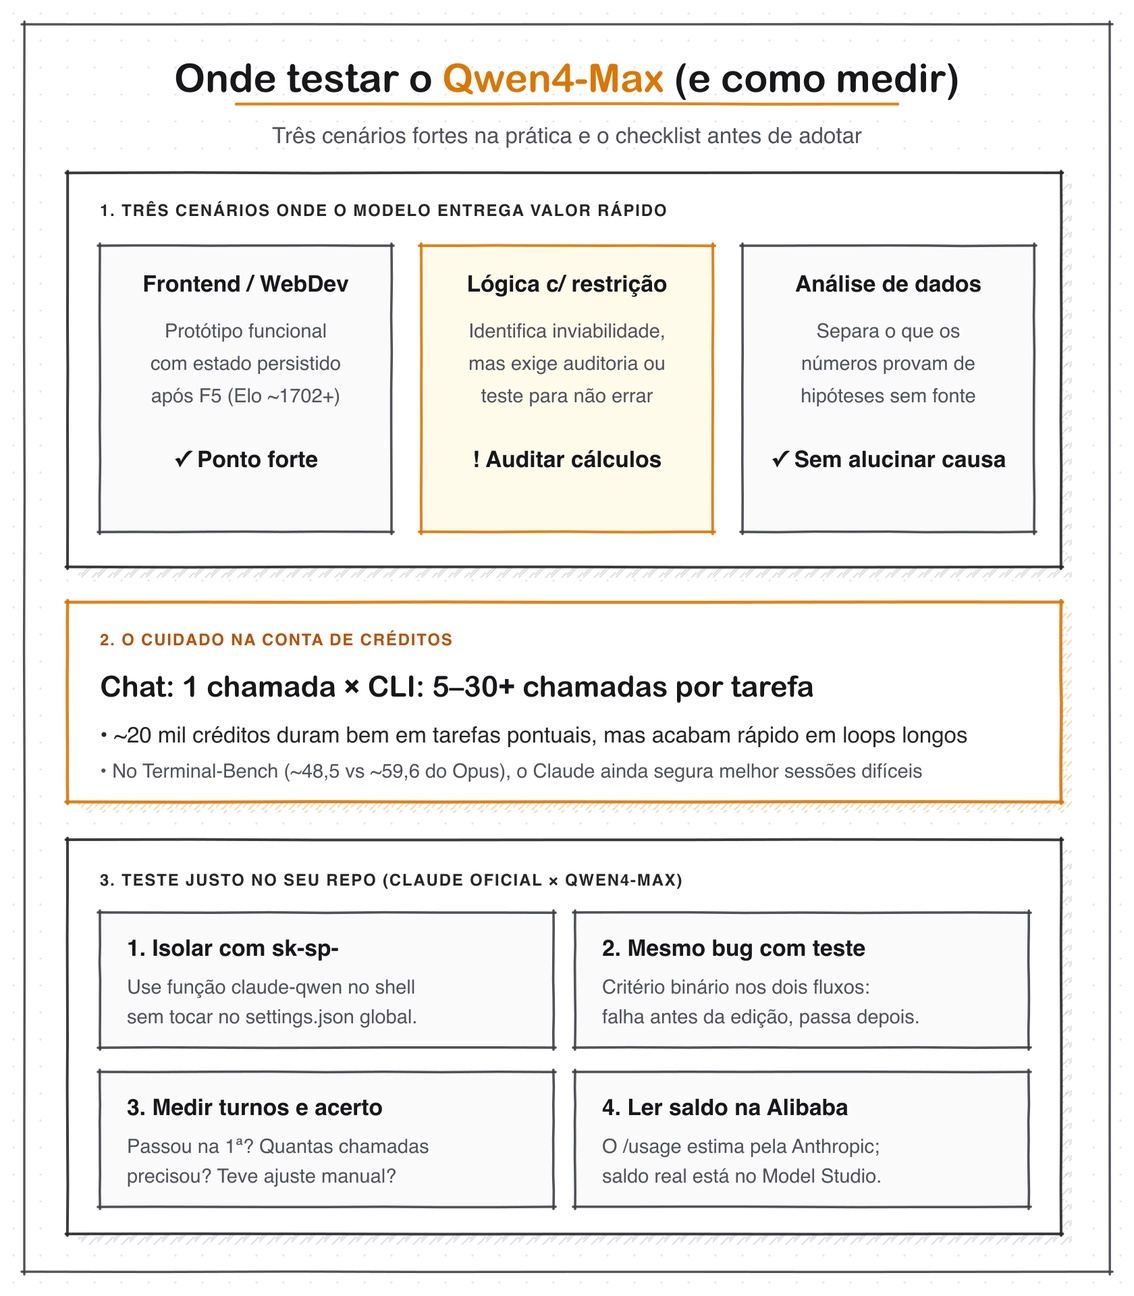 Onde testar o Qwen4-Max (e como medir)
Três cenários fortes na prática e o checklist antes de adotar
1. TRÊS CENÁRIOS ONDE O MODELO ENTREGA VALOR RÁPIDO
Frontend / WebDev
Protótipo funcional
com estado persistido
após F5 (Elo ~1702+)
✓ Ponto forte
Lógica c/ restrição
Identifica inviabilidade,
mas exige auditoria ou
teste para não errar
! Auditar cálculos
Análise de dados
Separa o que os
números provam de
hipóteses sem fonte
✓ Sem alucinar causa
2. O CUIDADO NA CONTA DE CRÉDITOS
Chat: 1 chamada × CLI: 5–30+ chamadas por tarefa
• ~20 mil créditos duram bem em tarefas pontuais, mas acabam rápido em loops longos
• No Terminal-Bench (~48,5 vs ~59,6 do Opus), o Claude ainda segura melhor sessões difíceis
3. TESTE JUSTO NO SEU REPO (CLAUDE OFICIAL × QWEN4-MAX)
1. Isolar com sk-sp-
Use função claude-qwen no shell
sem tocar no settings.json global.
2. Mesmo bug com teste
Critério binário nos dois fluxos:
falha antes da edição, passa depois.
3. Medir turnos e acerto
Passou na 1ª? Quantas chamadas
precisou? Teve ajuste manual?
4. Ler saldo na Alibaba
O /usage estima pela Anthropic;
saldo real está no Model Studio.